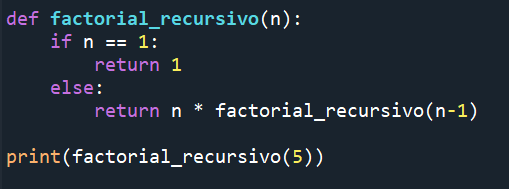 def factorial_recursivo(n):
    if n == 1:
        return 1
    else:
        return n * factorial_recursivo(n-1)

print(factorial_recursivo(5))